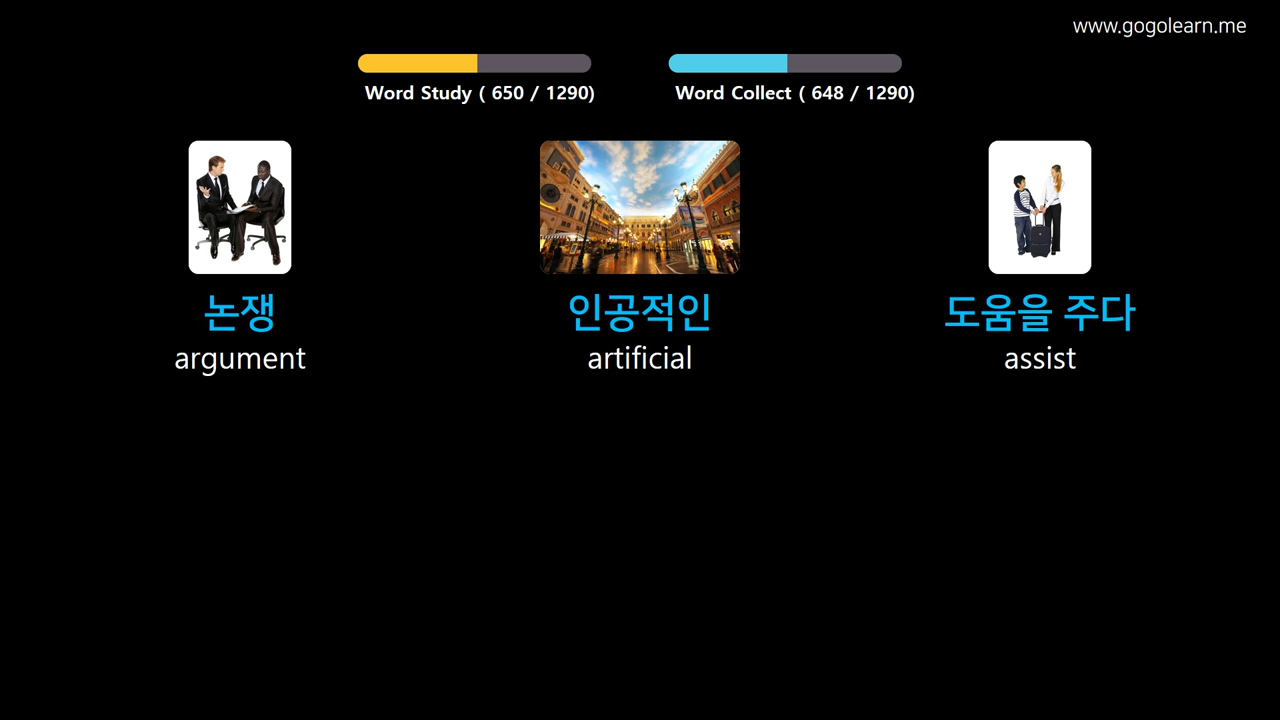 www.gogolearn.me
Word Study ( 650 / 1290)
Word Collect ( 648 / 1290)
논쟁
argument
인공적인
artificial
도움을 주다
assist